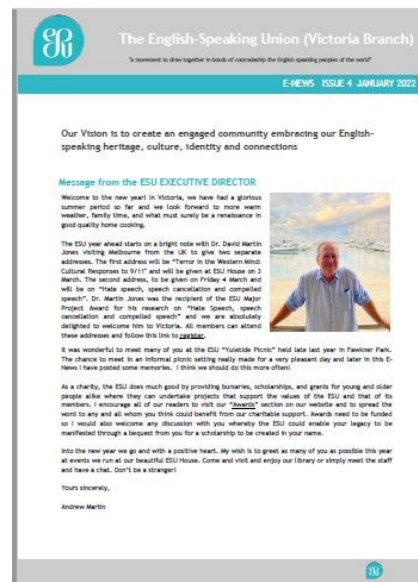 ESU
The English-Speaking Union (Victoria Branch)
"a movement to draw together in bonds of comradeship the English speaking peoples of the world"
E-NEWS ISSUE 4 JANUARY 2022
Our Vision is to create an engaged community embracing our English-
speaking heritage, culture, identity and connections
Message from the ESU EXECUTIVE DIRECTOR
Welcome to the new year! In Victoria, we have had a glorious
summer period so far and we look forward to more warm
weather, family time, and what must surely be a renaissance in
good quality home cooking.
The ESU year ahead starts on a bright note with Dr. David Martin
Jones visiting Melbourne from the UK to give two separate
addresses. The first address will be "Terror in the Western Mind:
Cultural Responses to 9/11" and will be given at ESU House on 3
March. The second address, to be given on Friday 4 March and
will be on "Hate speech, speech cancellation and compelled
speech". Dr. Martin Jones was the recipient of the ESU Major
Project Award for his research on "Hate Speech, speech
cancellation and compelled speech" and we are absolutely
delighted to welcome him to Victoria. All members can attend
these addresses and follow this link to register.
It was wonderful to meet many of you at the ESU "Yuletide Picnic" held late last year in Fawkner Park.
The chance to meet in an informal picnic setting really made for a very pleasant day and later in this E-
News I have posted some memories. I think we should do this more often!
As a charity, the ESU does much good by providing bursaries, scholarships, and grants for young and older
people alike where they can undertake projects that support the values of the ESU and that of its
members. I encourage all of our readers to visit our "Awards" section on our website and to spread the
word to any and all whom you think could benefit from our charitable support. Awards need to be funded
so I would also welcome any discussion with you whereby the ESU could enable your legacy to be
manifested through a bequest from you for a scholarship to be created in your name.
Into the new year we go and with a positive heart. My wish is to greet as many of you as possible this year
at events we run at our beautiful ESU House. Come and visit and enjoy our library or simply meet the staff
and have a chat. Don't be a stranger!
Yours sincerely,
Andrew Martin
ESU